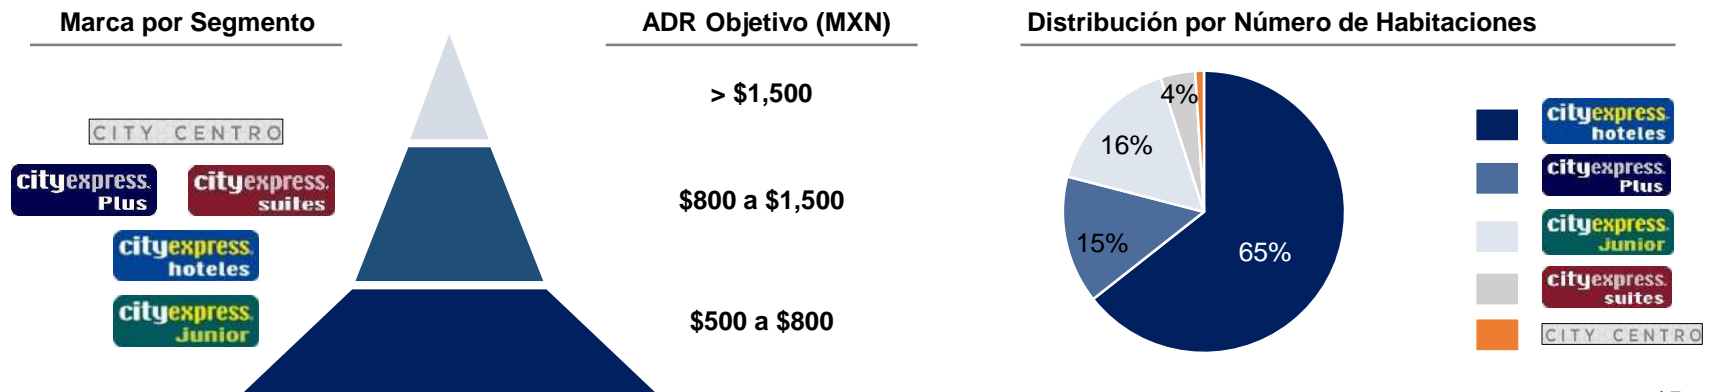 Marca por Segmento
CITY CENTRO
cityexpress. Plus
cityexpress. suites
cityexpress. hoteles
cityexpress. Junior
ADR Objetivo (MXN)
> $1,500
$800 a $1,500
$500 a $800
Distribución por Número de Habitaciones
4%
16%
15%
65%
cityexpress.
hoteles
cityexpress.
Plus
cityexpress.
Junior
cityexpress.
suites
CITY CENTRO